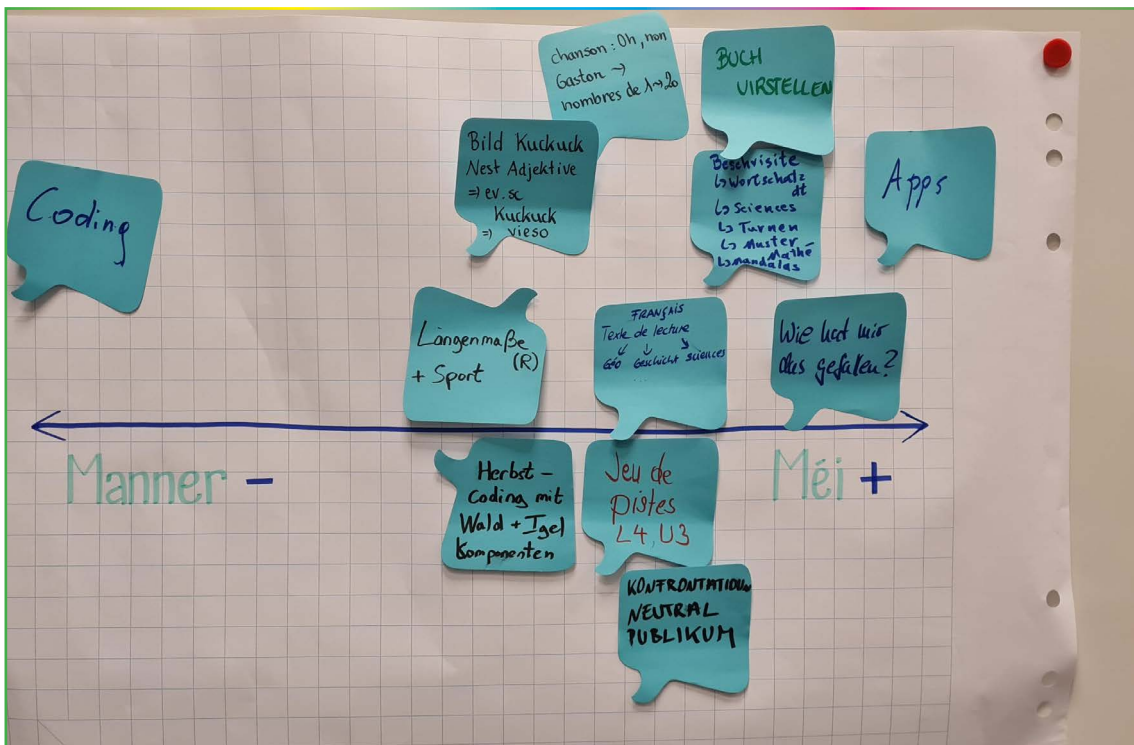 chanson : Oh, non
Gaston →
nombres de 1→20
BUCH
VIRSTELLEN
Bild Kuckuck
Nest Adjektive
⇒ ev. sc
Kuckuck
⇒ vieso
Beschrisite
↳ Wortschatz
dt
↳ Sciences
↳ Turnen
↳ Muster
Mathé
↳ Mandalas
Apps
Coding
Längenmaße
(R)
+ Sport
FRANÇAIS
Texte de lecture
↙ ↓ ↘
Géo Geschicht sciences
...
Wie hat mir
das gefallen?
Manner -
Méi +
Herbst -
Coding mit
Wald + Igel
Komponenten
Jeu de
pistes
L4, U3
KONFRONTATIOUN
NEUTRAL
PUBLIKUM